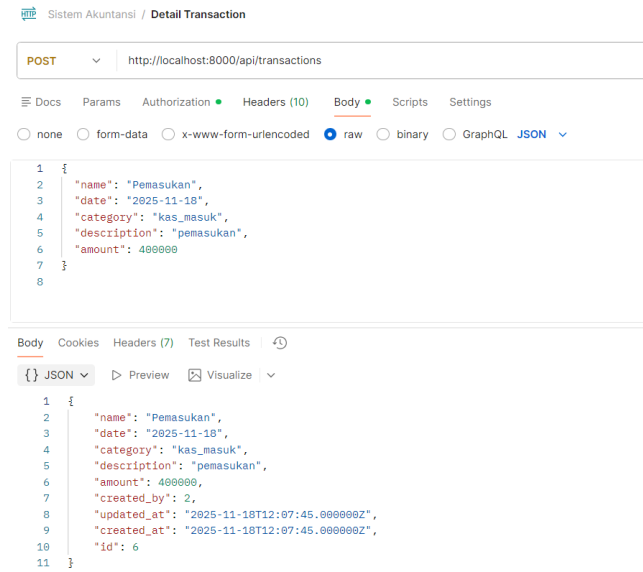 HTTP Sistem Akuntansi / Detail Transaction
POST http://localhost:8000/api/transactions
Docs Params Authorization Headers (10) Body Scripts Settings
none form-data x-www-form-urlencoded raw binary GraphQL JSON
1 {
2 "name": "Pemasukan",
3 "date": "2025-11-18",
4 "category": "kas_masuk",
5 "description": "pemasukan",
6 "amount": 400000
7 }
8
Body Cookies Headers (7) Test Results
{} JSON Preview Visualize
1 {
2 "name": "Pemasukan",
3 "date": "2025-11-18",
4 "category": "kas_masuk",
5 "description": "pemasukan",
6 "amount": 400000,
7 "created_by": 2,
8 "updated_at": "2025-11-18T12:07:45.000000Z",
9 "created_at": "2025-11-18T12:07:45.000000Z",
10 "id": 6
11 }